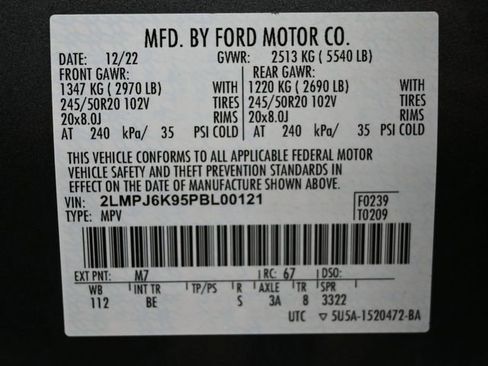 MFD. BY FORD MOTOR CO.
DATE: 12/22 GVWR: 2513 KG ( 5540 LB)
FRONT GAWR: REAR GAWR:
1347 KG ( 2970 LB) WITH 1220 KG ( 2690 LB) WITH
245/50R20 102V TIRES 245/50R20 102V TIRES
20x8.0J RIMS 20x8.0J RIMS
AT 240 kPa/ 35 PSI COLD AT 240 kPa/ 35 PSI COLD
THIS VEHICLE CONFORMS TO ALL APPLICABLE FEDERAL MOTOR
VEHICLE SAFETY AND THEFT PREVENTION STANDARDS IN
EFFECT ON THE DATE OF MANUFACTURE SHOWN ABOVE.
VIN: 2LMPJ6K95PBL00121 F0239
TYPE: MPV T0209
EXT PNT: M7 RC: 67 DSO:
WB INT TR TP/PS R AXLE TR SPR
112 BE S 3A 8 3322
UTC ▽ 5U5A-1520472-BA